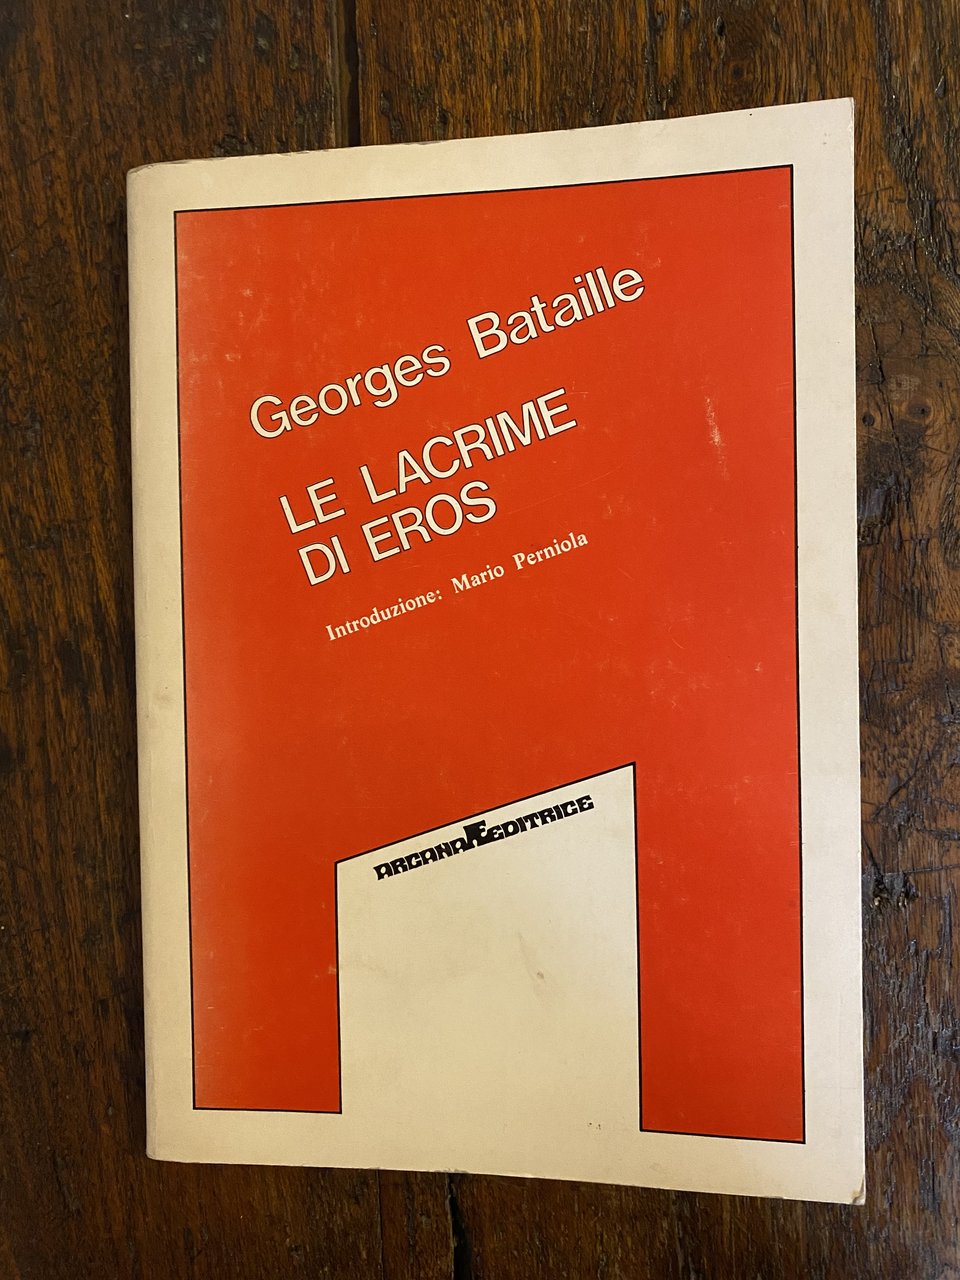 Georges Bataille
LE LACRIME
DI EROS
Introduzione: Mario Perniola
ARCANA Æ EDITRICE